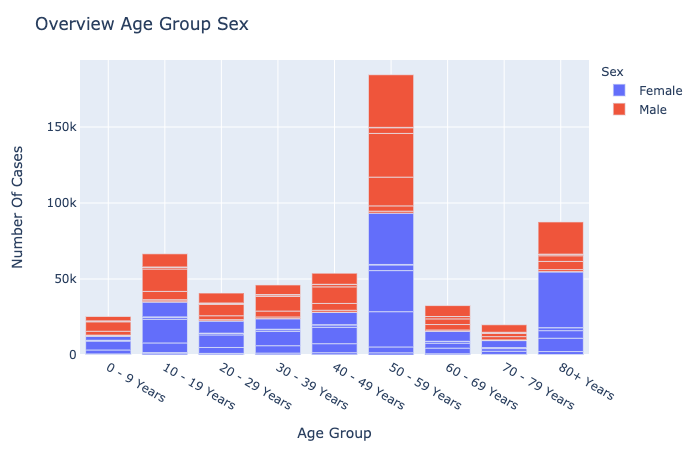 Overview Age Group Sex
Sex
Female
Male
150k
100k
50k
0
Number Of Cases
0 - 9 Years
10 - 19 Years
20 - 29 Years
30 - 39 Years
40 - 49 Years
50 - 59 Years
60 - 69 Years
70 - 79 Years
80+ Years
Age Group